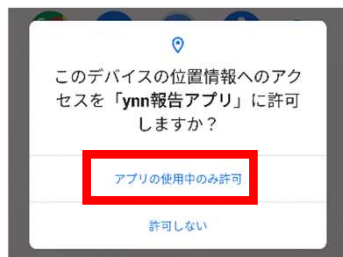 このデバイスの位置情報へのアク
セスを「ynn報告アプリ」に許可
しますか？
アプリの使用中のみ許可
許可しない